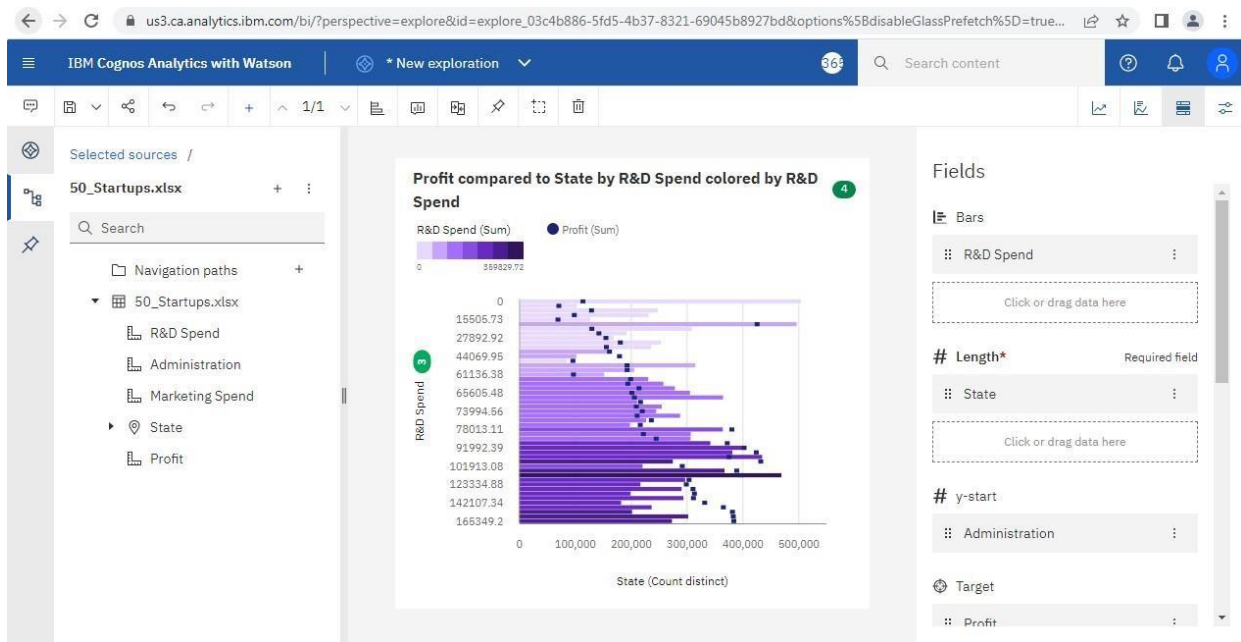 us3.ca.analytics.ibm.com/bi/?perspective=explore&id=explore_03c4b886-5fd5-4b37-8321-69045b8927bd&options%5BdisableGlassPrefetch%5D=true...
IBM Cognos Analytics with Watson
* New exploration
Search content
1/1
Selected sources /
50_Startups.xlsx
Search
Navigation paths
50_Startups.xlsx
R&D Spend
Administration
Marketing Spend
State
Profit
Profit compared to State by R&D Spend colored by R&D
Spend
4
R&D Spend (Sum)
Profit (Sum)
0
359829.72
3
R&D Spend
0
15505.73
27892.92
44069.95
61136.38
65605.48
73994.56
78013.11
91992.39
101913.08
123334.88
142107.34
165349.2
0
100,000
200,000
300,000
400,000
500,000
State (Count distinct)
Fields
Bars
R&D Spend
Click or drag data here
# Length*
Required field
State
Click or drag data here
# y-start
Administration
Target
Profit